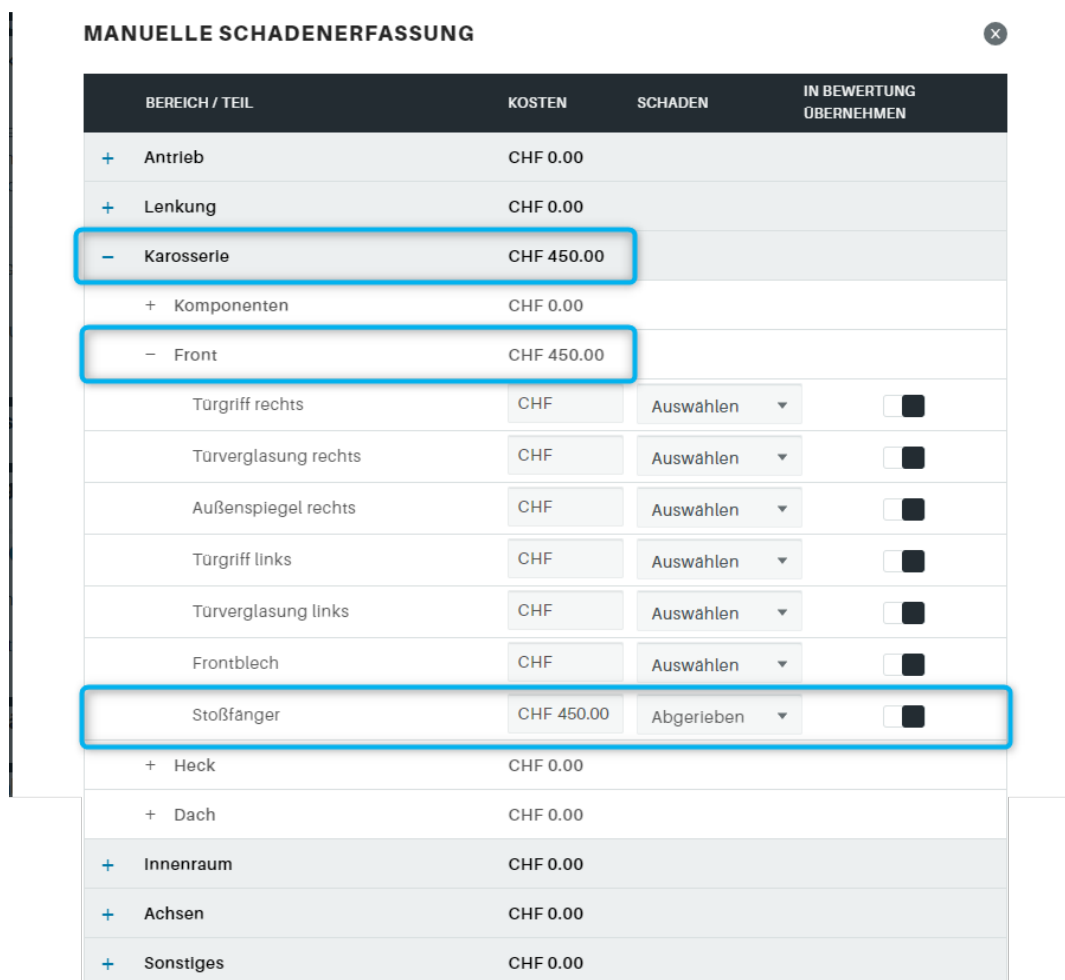 MANUELLE SCHADENERFASSUNG
X
BEREICH / TEIL KOSTEN SCHADEN IN BEWERTUNG ÜBERNEHMEN
+ Antrieb CHF 0.00
+ Lenkung CHF 0.00
– Karosserie CHF 450.00
+ Komponenten CHF 0.00
– Front CHF 450.00
Türgriff rechts CHF Auswählen
Türverglasung rechts CHF Auswählen
Außenspiegel rechts CHF Auswählen
Türgriff links CHF Auswählen
Türverglasung links CHF Auswählen
Frontblech CHF Auswählen
Stoßfänger CHF 450.00 Abgerieben
+ Heck CHF 0.00
+ Dach CHF 0.00
+ Innenraum CHF 0.00
+ Achsen CHF 0.00
+ Sonstiges CHF 0.00